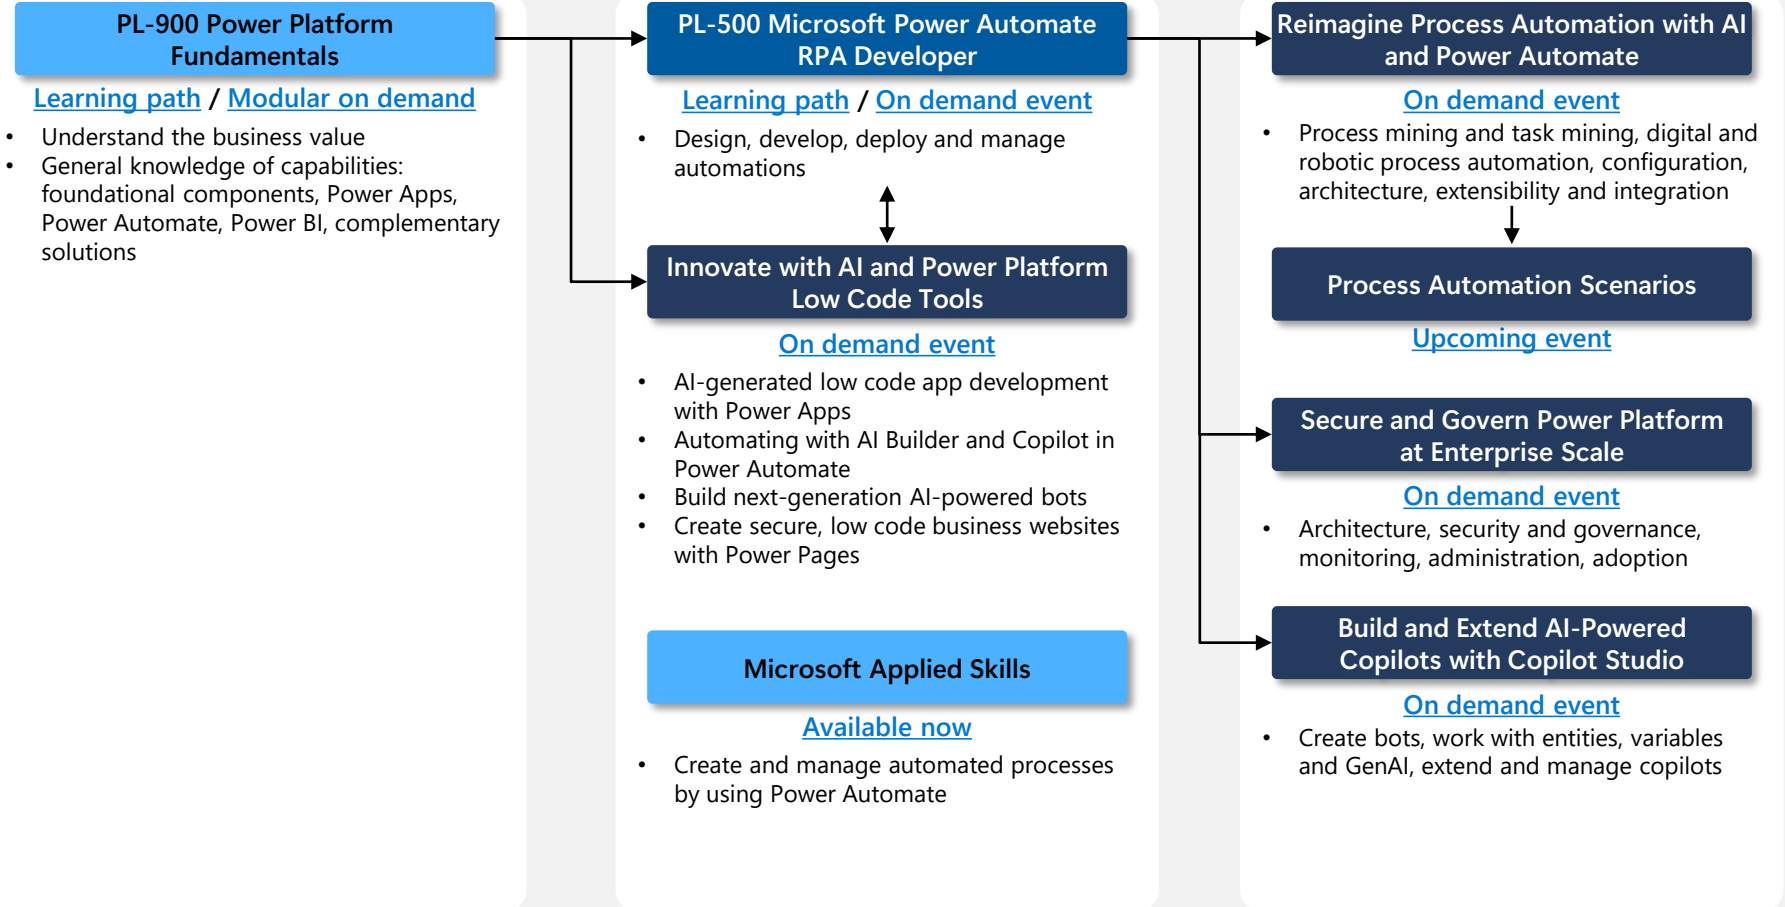 PL-900 Power Platform
Fundamentals
Learning path / Modular on demand
• Understand the business value
• General knowledge of capabilities:
foundational components, Power Apps,
Power Automate, Power BI, complementary
solutions
PL-500 Microsoft Power Automate
RPA Developer
Learning path / On demand event
• Design, develop, deploy and manage
automations
Innovate with AI and Power Platform
Low Code Tools
On demand event
• AI-generated low code app development
with Power Apps
• Automating with AI Builder and Copilot in
Power Automate
• Build next-generation AI-powered bots
• Create secure, low code business websites
with Power Pages
Microsoft Applied Skills
Available now
• Create and manage automated processes
by using Power Automate
Reimagine Process Automation with AI
and Power Automate
On demand event
• Process mining and task mining, digital and
robotic process automation, configuration,
architecture, extensibility and integration
Process Automation Scenarios
Upcoming event
Secure and Govern Power Platform
at Enterprise Scale
On demand event
• Architecture, security and governance,
monitoring, administration, adoption
Build and Extend AI-Powered
Copilots with Copilot Studio
On demand event
• Create bots, work with entities, variables
and GenAI, extend and manage copilots